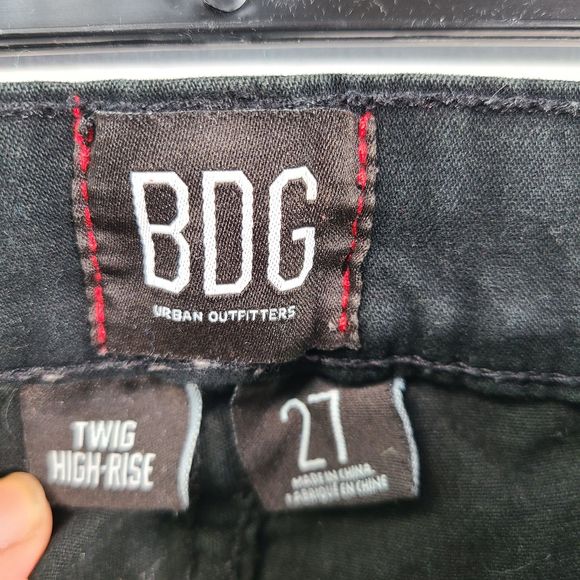 BDG
URBAN OUTFITTERS
TWIG
HIGH-RISE
27
MADE IN CHINA
FABRIQUÉ EN CHINE